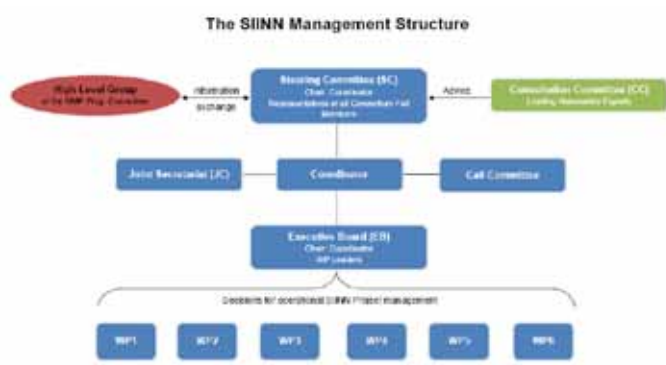 The SIINN Management Structure
High Level Group
of the NMP Prog. Committee
information
exchange
Steering Committee (SC)
Chair: Coordinator
Representatives of all Consortium Full
Members
Advice
Consultation Committee (CC)
Leading Nanosafety Experts
Joint Secretariat (JC)
Coordinator
Call Committee
Executive Board (EB)
Chair: Coordinator
WP Leaders
Decisions for operational SIINN Project management
WP1
WP2
WP3
WP4
WP5
WP6